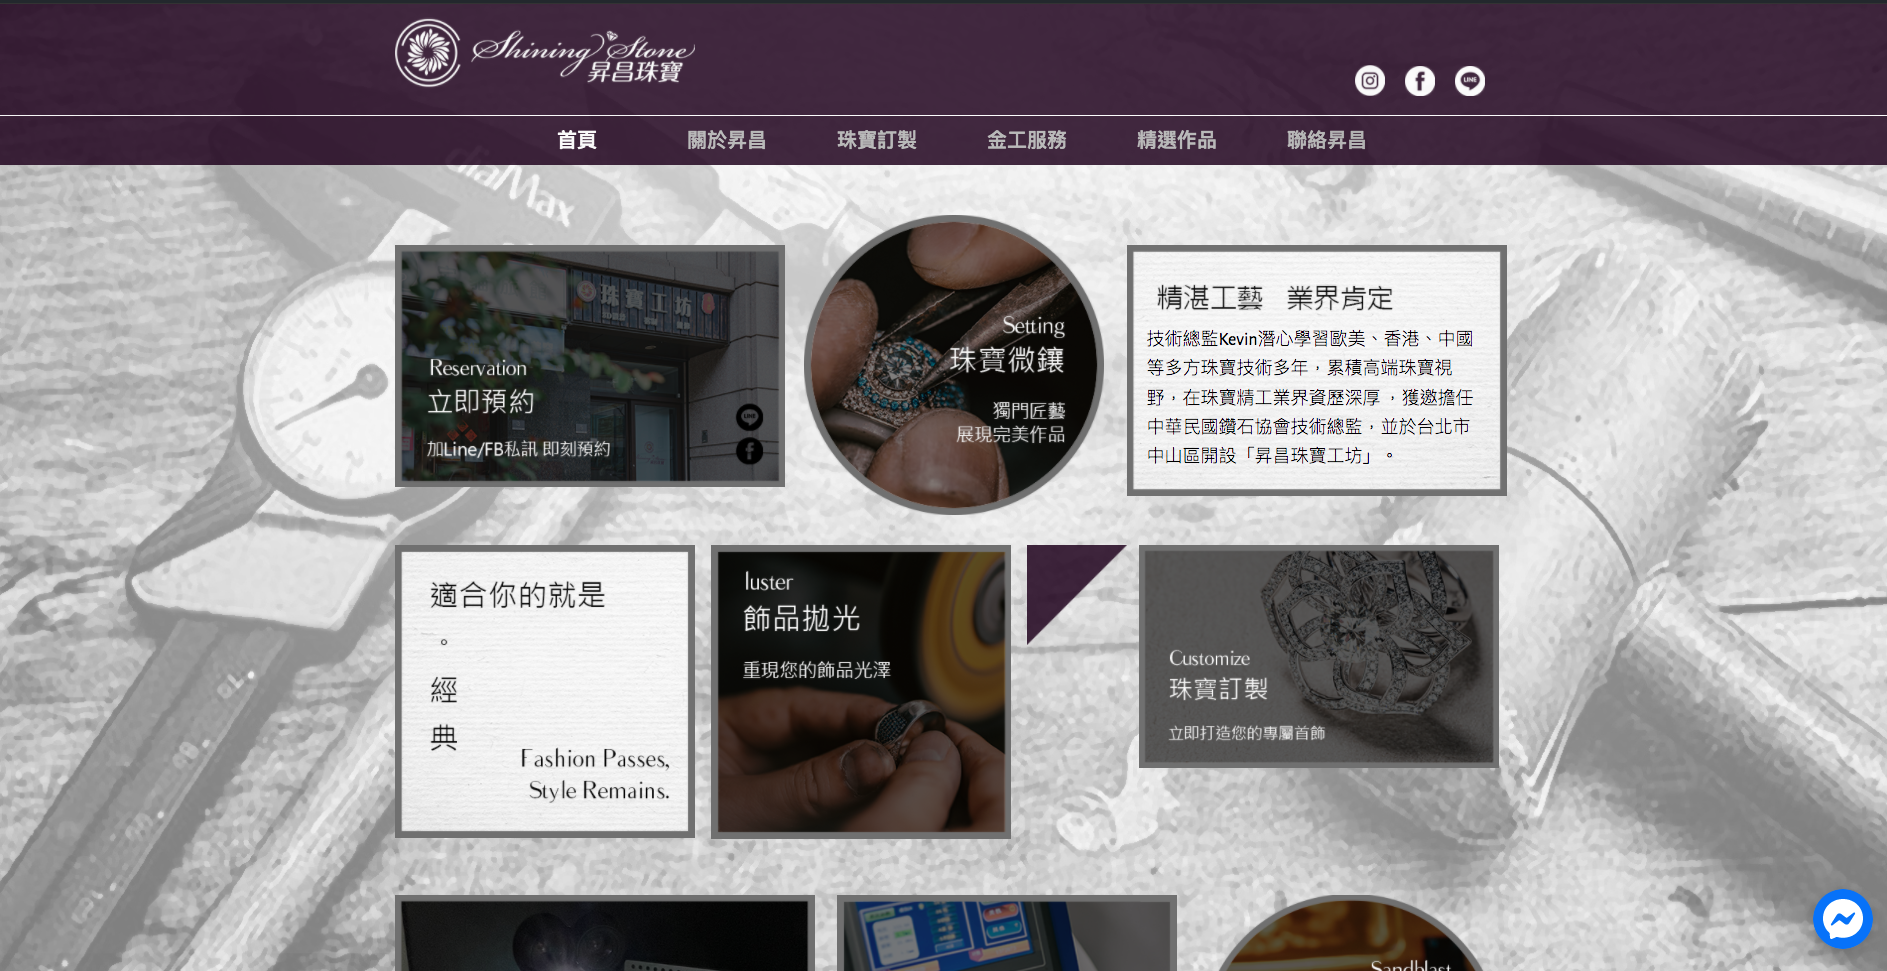 Shining Stone
昇昌珠寶
LINE
首頁
關於昇昌
珠寶訂製
金工服務
精選作品
聯絡昇昌
diaMax
珠寶工坊
Reservation
立即預約
加Line/FB私訊 即刻預約
LINE
Setting
珠寶微鑲
獨門匠藝
展現完美作品
精湛工藝 業界肯定
技術總監Kevin潛心學習歐美、香港、中國
等多方珠寶技術多年，累積高端珠寶視
野，在珠寶精工業界資歷深厚，獲邀擔任
中華民國鑽石協會技術總監，並於台北市
中山區開設「昇昌珠寶工坊」。
適合你的就是
。
經
典
Fashion Passes,
Style Remains.
luster
飾品拋光
重現您的飾品光澤
Customize
珠寶訂製
立即打造您的專屬首飾
Sandblast